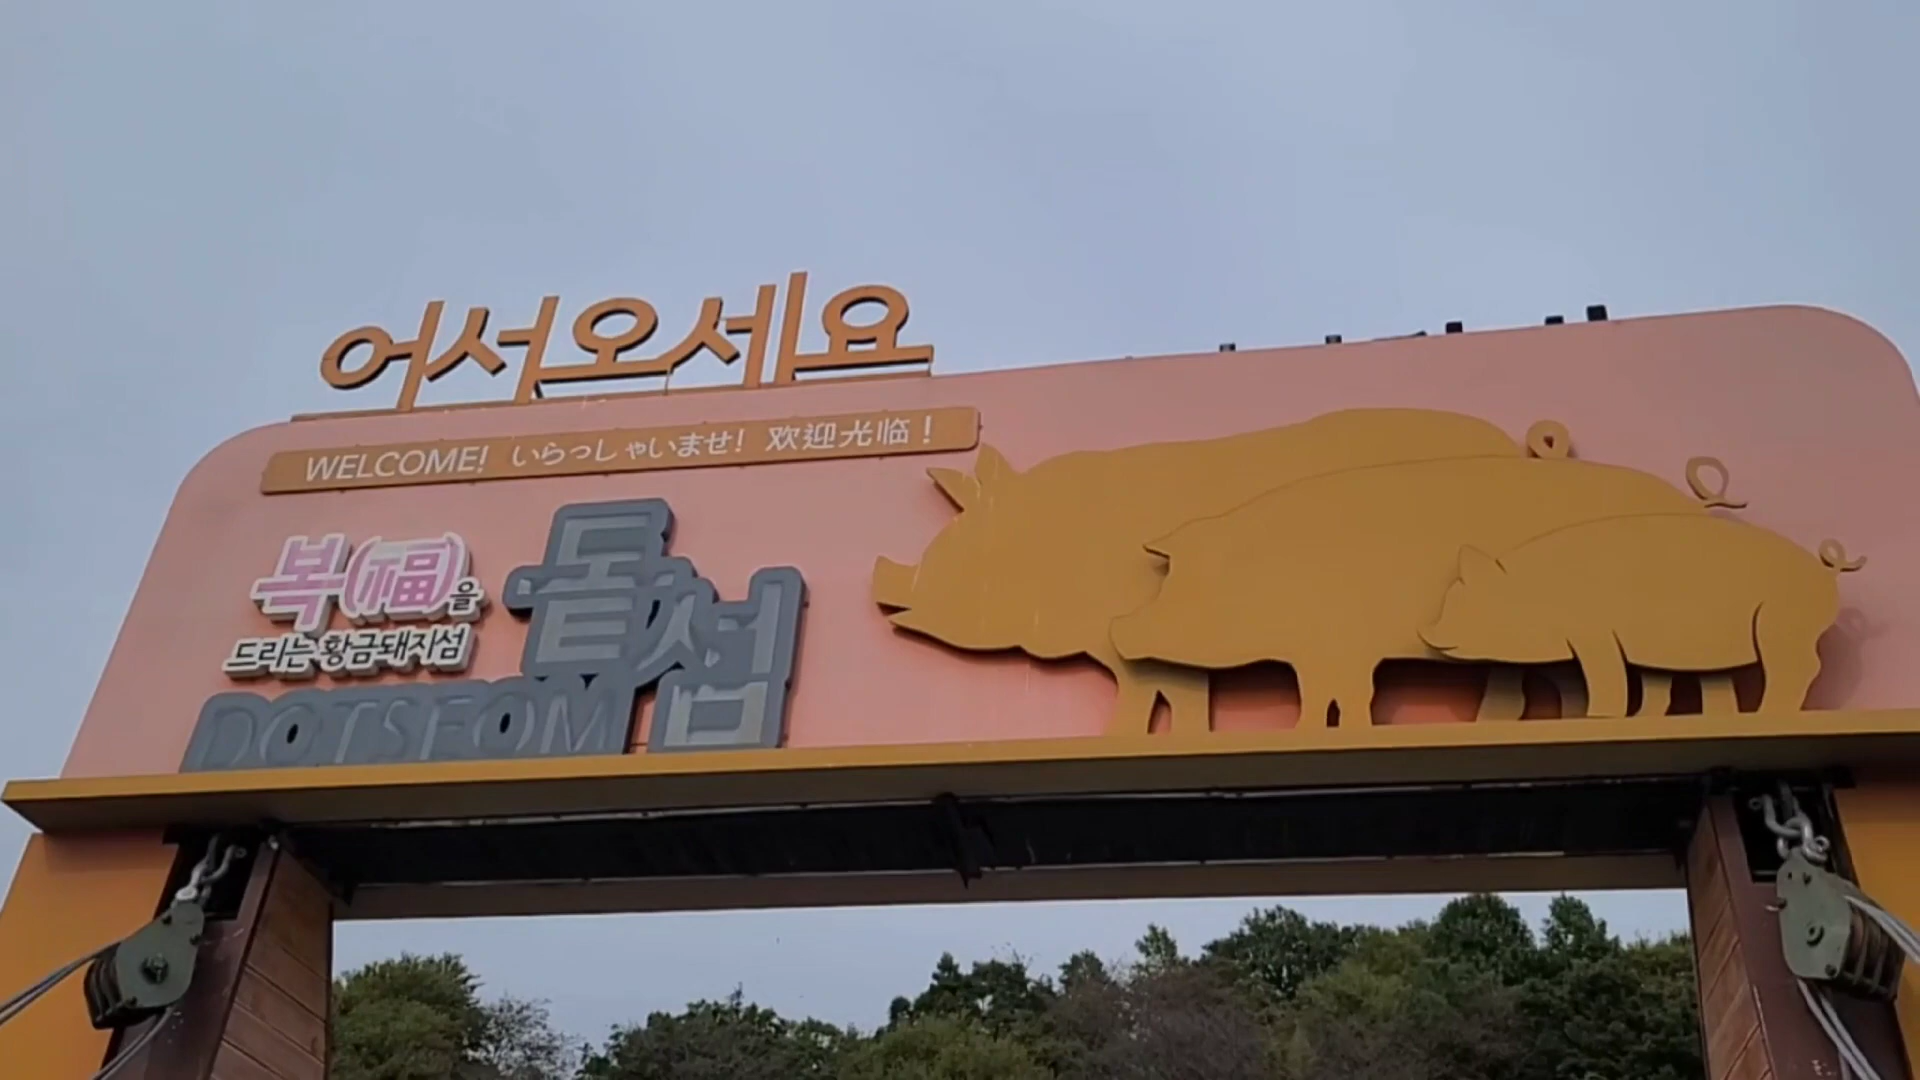 어서오세요
WELCOME! いらっしゃいませ! 欢迎光临!
복(福)을
드리는 황금돼지섬
돝섬
DOTSEOM